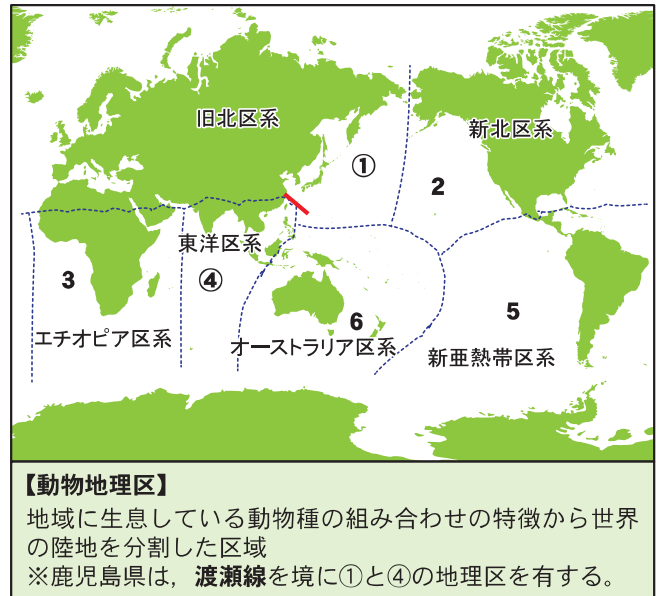 旧北区系
新北区系
①
2
東洋区系
3
④
エチオピア区系
5
6
オーストラリア区系
新亜熱帯区系
【動物地理区】
地域に生息している動物種の組み合わせの特徴から世界
の陸地を分割した区域
※鹿児島県は，渡瀬線を境に①と④の地理区を有する。